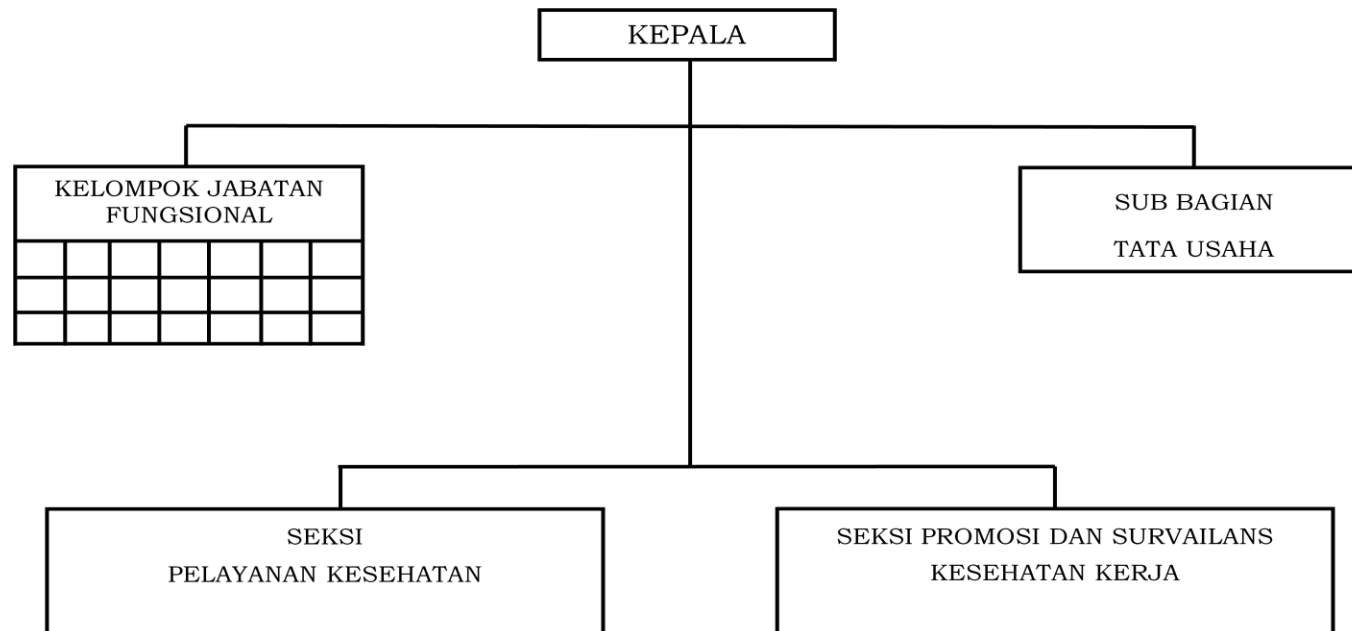 KEPALA
KELOMPOK JABATAN
FUNGSIONAL
SUB BAGIAN
TATA USAHA
SEKSI
PELAYANAN KESEHATAN
SEKSI PROMOSI DAN SURVAILANS
KESEHATAN KERJA